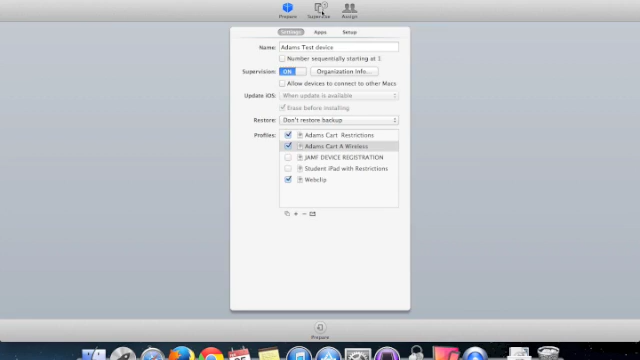 Prepare Supervise Assign
Settings Apps Setup
Name: Adams Test device
Number sequentially starting at 1
Supervision: ON Organization Info...
Allow devices to connect to other Macs
Update iOS: When update is available
Erase before installing
Restore: Don't restore backup
Profiles: Adams Cart Restrictions
Adams Cart A Wireless
JAMF DEVICE REGISTRATION
Student iPad with Restrictions
Webclip
Prepare